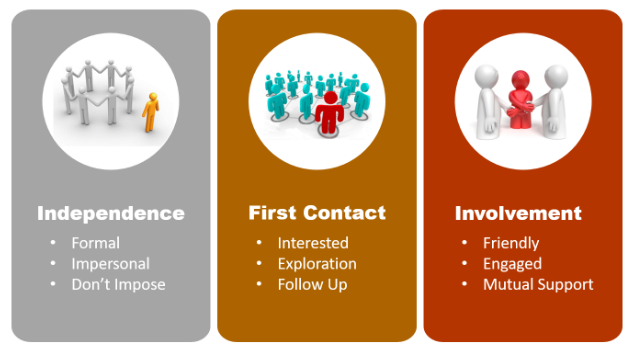 Independence
• Formal
• Impersonal
• Don't Impose
First Contact
• Interested
• Exploration
• Follow Up
Involvement
• Friendly
• Engaged
• Mutual Support